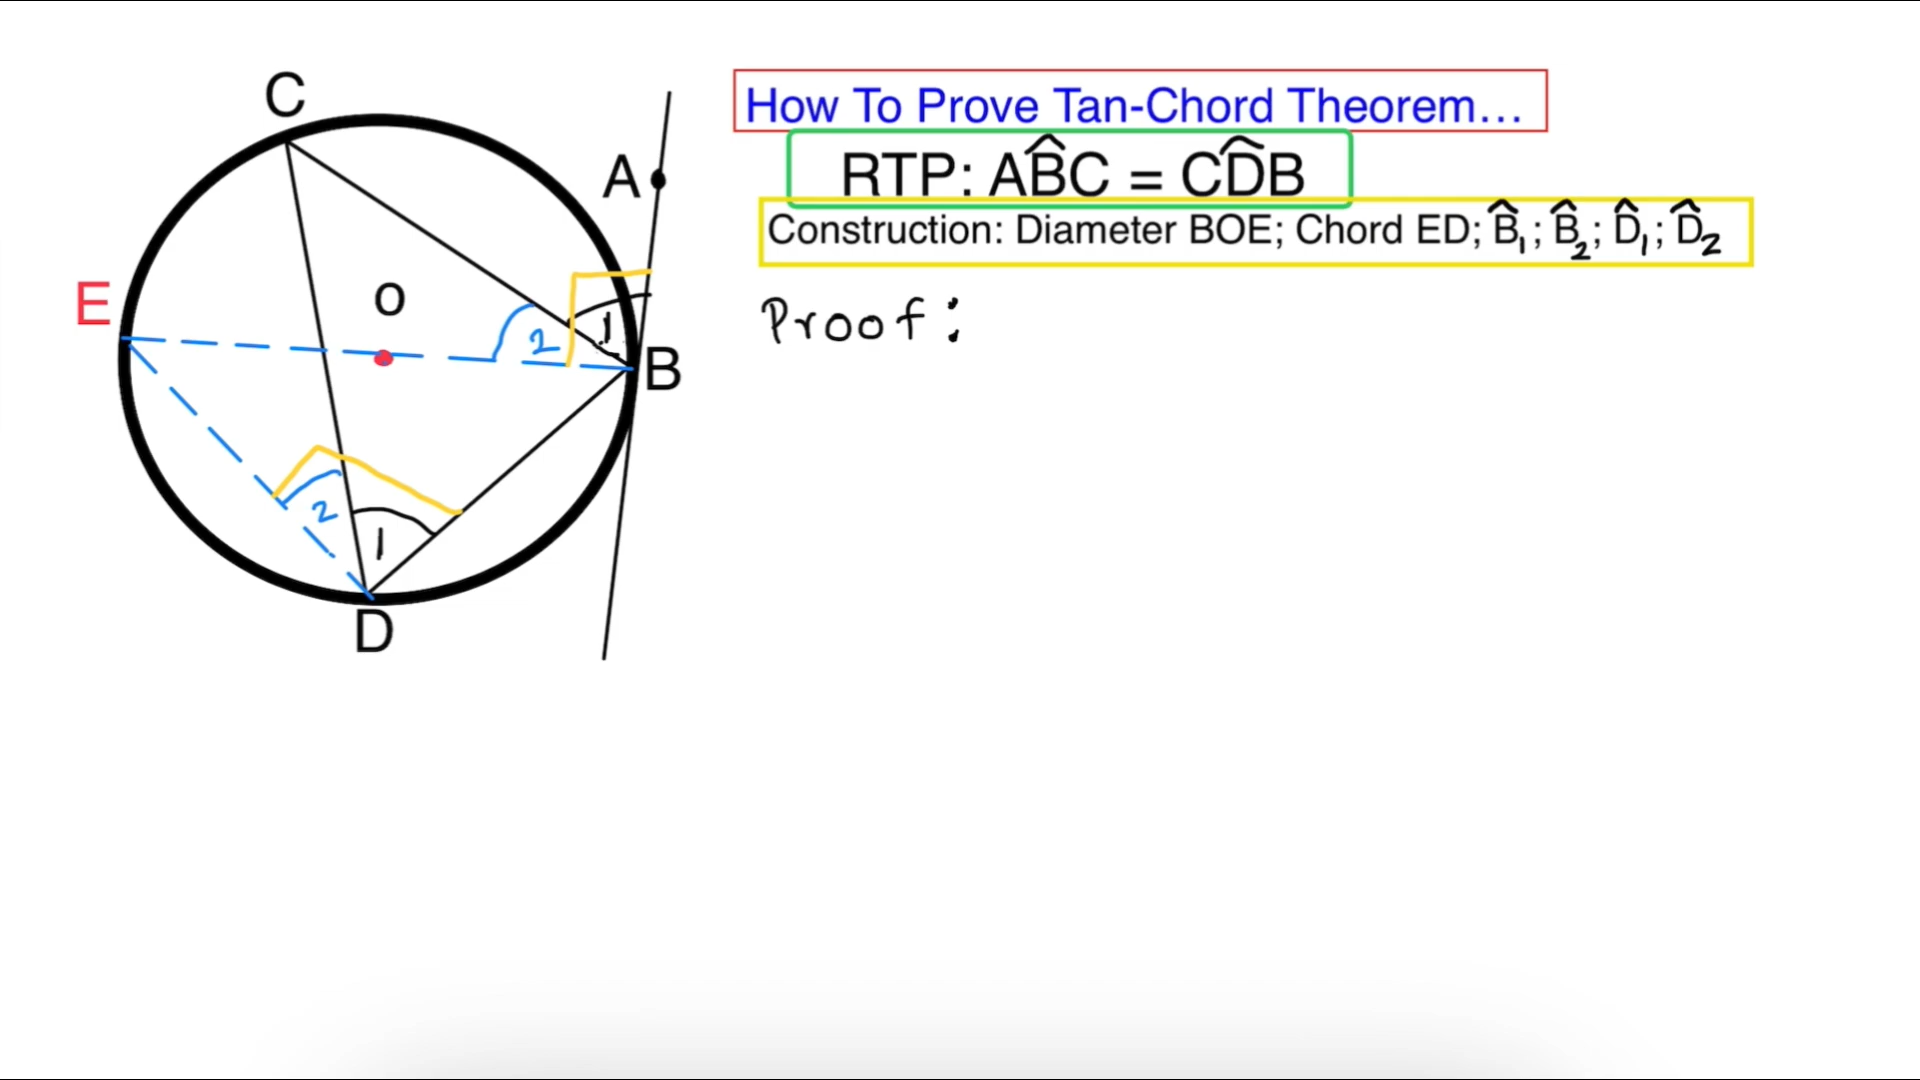 C
A
E
O
1
2
B
2
1
D
How To Prove Tan-Chord Theorem...
RTP: AB̂C = CD̂B
Construction: Diameter BOE; Chord ED; B̂₁; B̂₂; D̂₁; D̂₂
Proof: